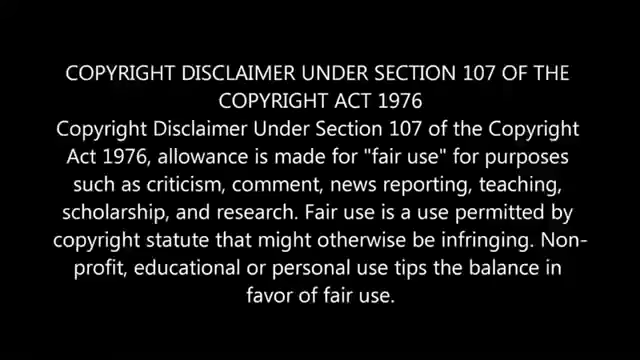 COPYRIGHT DISCLAIMER UNDER SECTION 107 OF THE
COPYRIGHT ACT 1976
Copyright Disclaimer Under Section 107 of the Copyright
Act 1976, allowance is made for "fair use" for purposes
such as criticism, comment, news reporting, teaching,
scholarship, and research. Fair use is a use permitted by
copyright statute that might otherwise be infringing. Non-
profit, educational or personal use tips the balance in
favor of fair use.